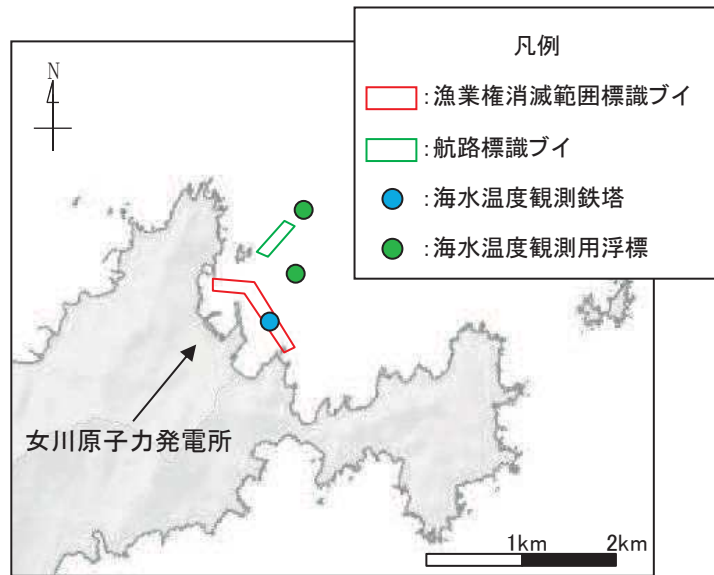 凡例
:漁業権消滅範囲標識ブイ
:航路標識ブイ
:海水温度観測鉄塔
:海水温度観測用浮標
N
女川原子力発電所
1km 2km